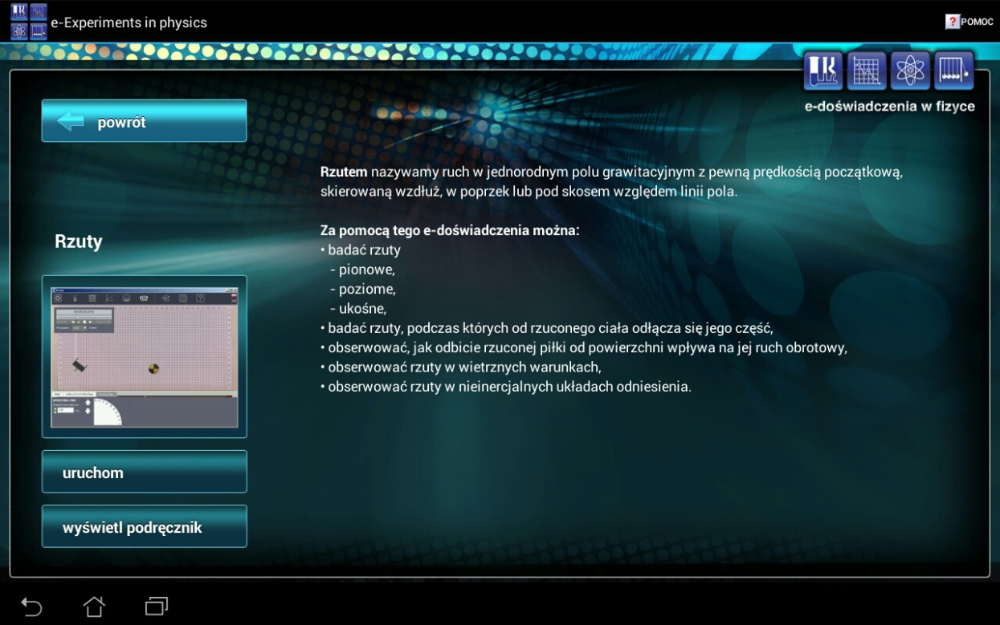 e-Experiments in physics
? POMOC
e-doświadczenia w fizyce
powrót
Rzutem nazywamy ruch w jednorodnym polu grawitacyjnym z pewną prędkością początkową,
skierowaną wzdłuż, w poprzek lub pod skosem względem linii pola.
Rzuty
Za pomocą tego e-doświadczenia można:
• badać rzuty
- pionowe,
- poziome,
- ukośne,
• badać rzuty, podczas których od rzuconego ciała odłącza się jego część,
• obserwować, jak odbicie rzuconej piłki od powierzchni wpływa na jej ruch obrotowy,
• obserwować rzuty w wietrznych warunkach,
• obserwować rzuty w nieinercjalnych układach odniesienia.
uruchom
wyświetl podręcznik